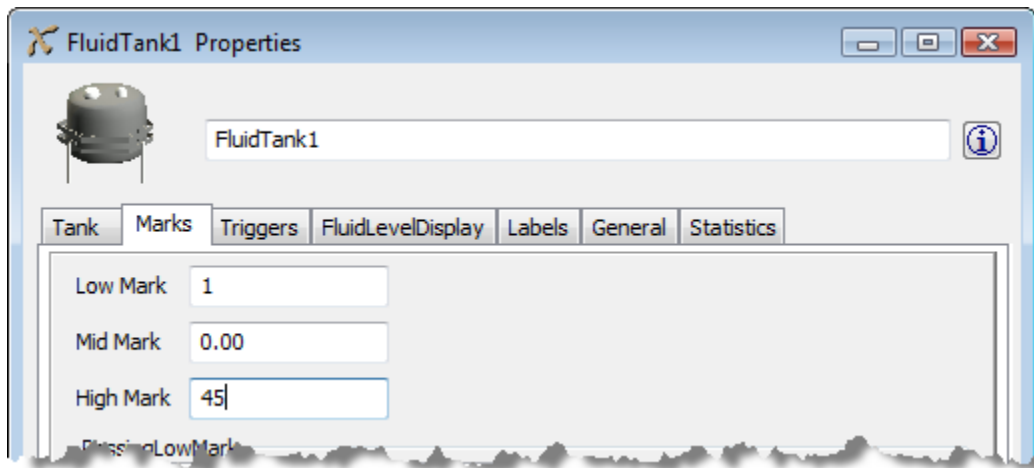 FluidTank1 Properties
FluidTank1
Tank Marks Triggers FluidLevelDisplay Labels General Statistics
Low Mark 1
Mid Mark 0.00
High Mark 45
PassingLowMark